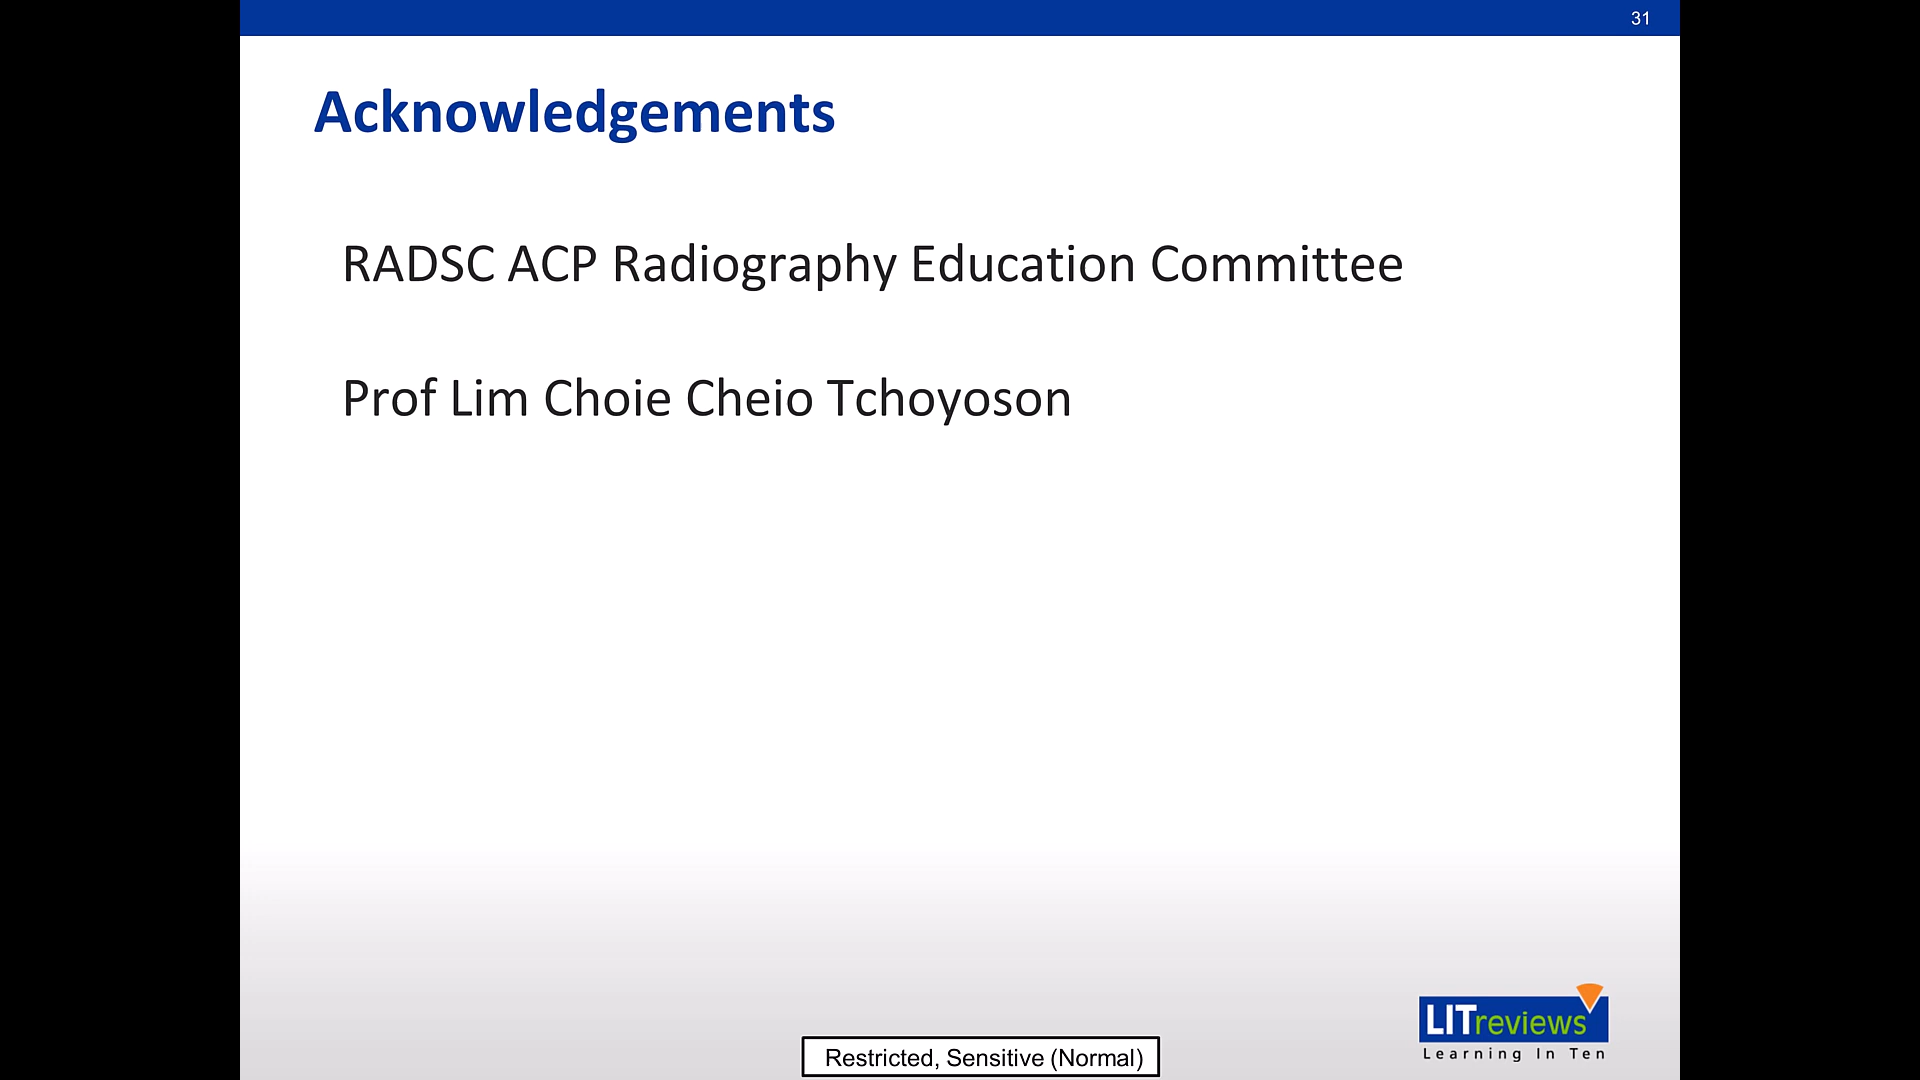 31
Acknowledgements
RADSC ACP Radiography Education Committee
Prof Lim Choie Cheio Tchoyoson
LITreviews
Learning In Ten
Restricted, Sensitive (Normal)